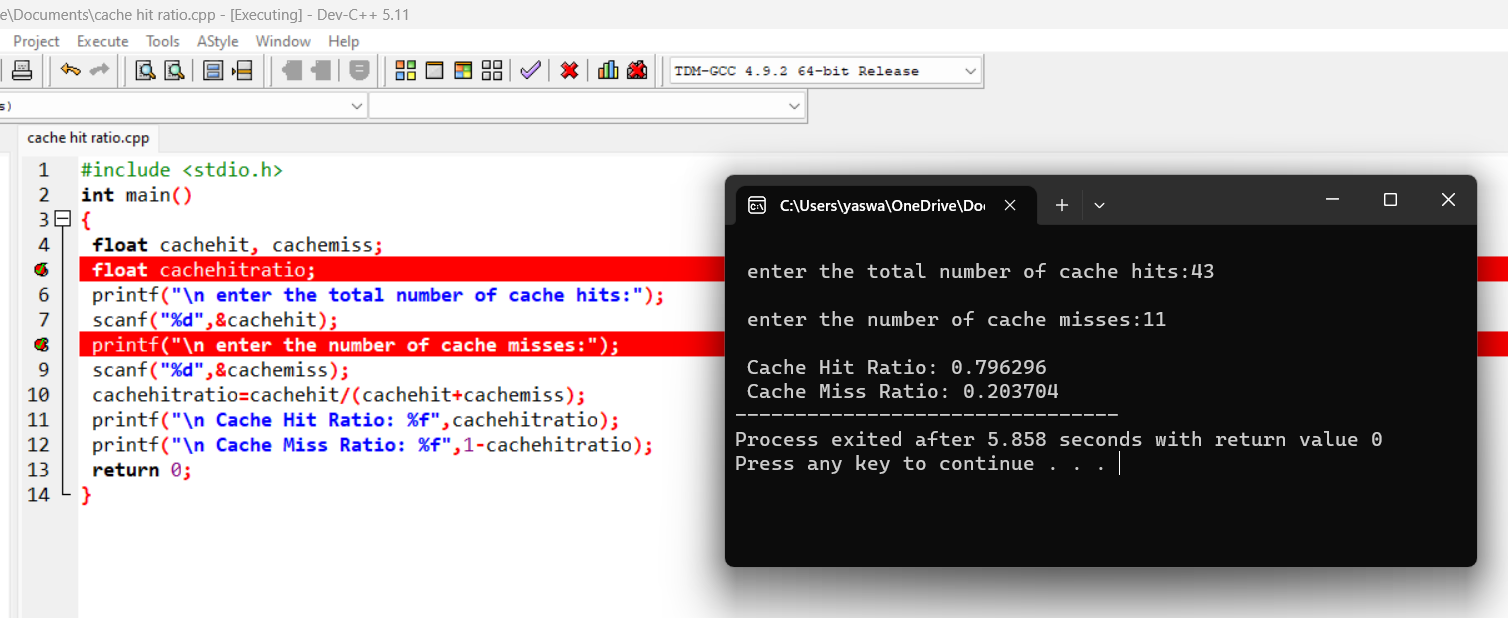 e\Documents\cache hit ratio.cpp - [Executing] - Dev-C++ 5.11
Project Execute Tools AStyle Window Help
TDM-GCC 4.9.2 64-bit Release
s)
cache hit ratio.cpp
1 #include <stdio.h>
2 int main()
3 {
4 float cachehit, cachemiss;
float cachehitratio;
6 printf("\n enter the total number of cache hits:");
7 scanf("%d",&cachehit);
printf("\n enter the number of cache misses:");
9 scanf("%d",&cachemiss);
10 cachehitratio=cachehit/(cachehit+cachemiss);
11 printf("\n Cache Hit Ratio: %f",cachehitratio);
12 printf("\n Cache Miss Ratio: %f",1-cachehitratio);
13 return 0;
14 }
C:\Users\yaswa\OneDrive\Do
enter the total number of cache hits:43
enter the number of cache misses:11
Cache Hit Ratio: 0.796296
Cache Miss Ratio: 0.203704
--------------------------------
Process exited after 5.858 seconds with return value 0
Press any key to continue . . .